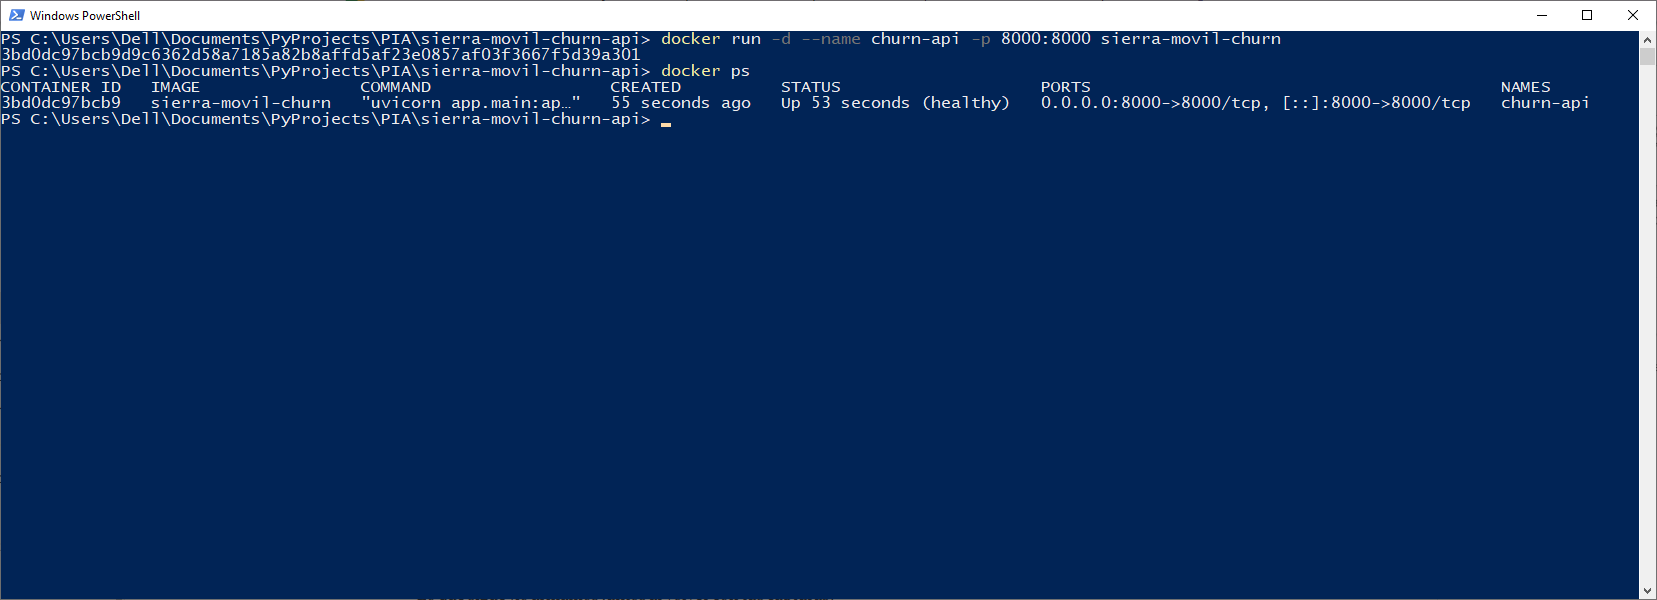 Windows PowerShell
PS C:\Users\Dell\Documents\PyProjects\PIA\sierra-movil-churn-api> docker run -d --name churn-api -p 8000:8000 sierra-movil-churn
3bd0dc97bcb9d9c6362d58a7185a82b8affd5af23e0857af03f3667f5d39a301
PS C:\Users\Dell\Documents\PyProjects\PIA\sierra-movil-churn-api> docker ps
CONTAINER ID   IMAGE                COMMAND                  CREATED          STATUS                    PORTS                                         NAMES
3bd0dc97bcb9   sierra-movil-churn   "uvicorn app.main:ap…"   55 seconds ago   Up 53 seconds (healthy)   0.0.0.0:8000->8000/tcp, [::]:8000->8000/tcp   churn-api
PS C:\Users\Dell\Documents\PyProjects\PIA\sierra-movil-churn-api>